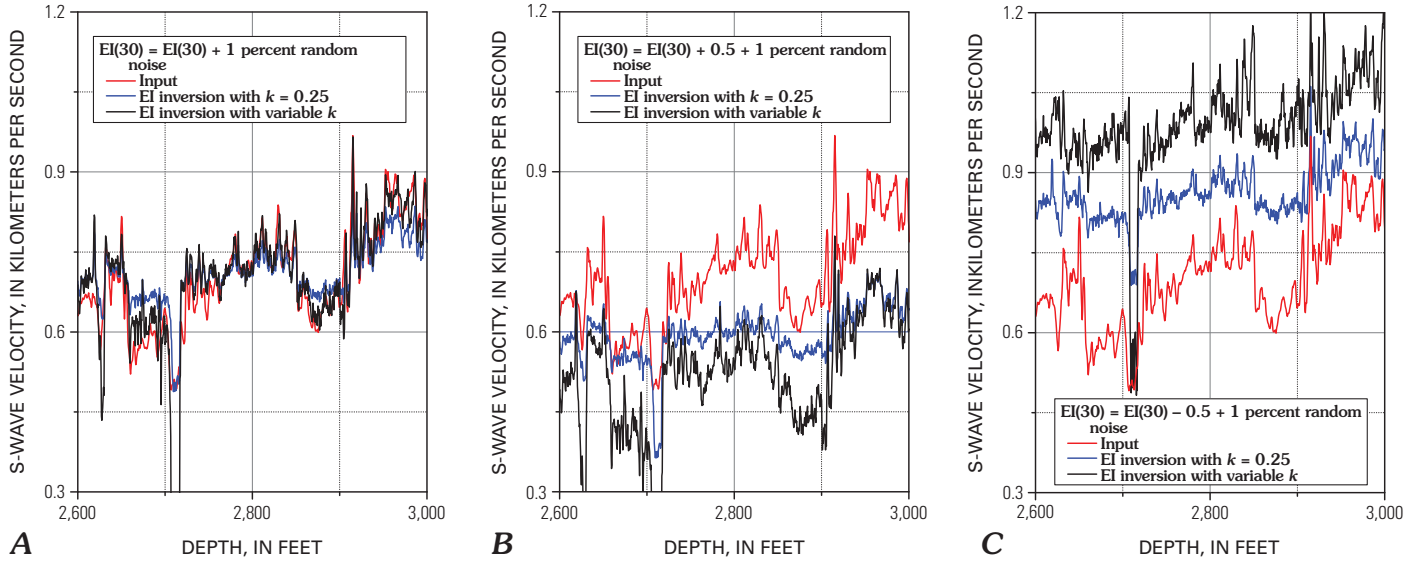 S-WAVE VELOCITY, IN KILOMETERS PER SECOND
1.2
0.9
0.6
0.3
EI(30) = EI(30) + 1 percent random
noise
Input
EI inversion with k = 0.25
EI inversion with variable k
2,600
2,800
3,000
A
DEPTH, IN FEET
S-WAVE VELOCITY, IN KILOMETERS PER SECOND
1.2
0.9
0.6
0.3
EI(30) = EI(30) + 0.5 + 1 percent random
noise
Input
EI inversion with k = 0.25
EI inversion with variable k
2,600
2,800
3,000
B
DEPTH, IN FEET
S-WAVE VELOCITY, INKILOMETERS PER SECOND
1.2
0.9
0.6
0.3
EI(30) = EI(30) – 0.5 + 1 percent random
noise
Input
EI inversion with k = 0.25
EI inversion with variable k
2,600
2,800
3,000
C
DEPTH, IN FEET